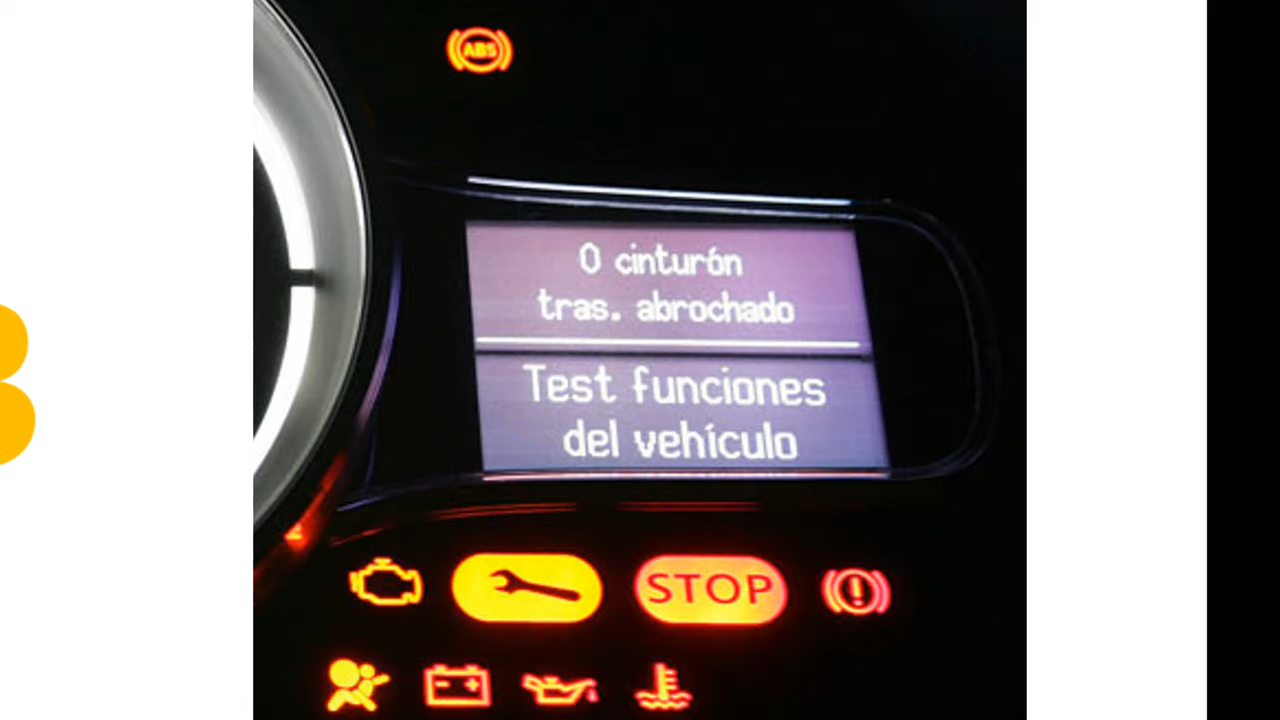 ABS
0 cinturón
tras. abrochado
Test funciones
del vehículo
STOP